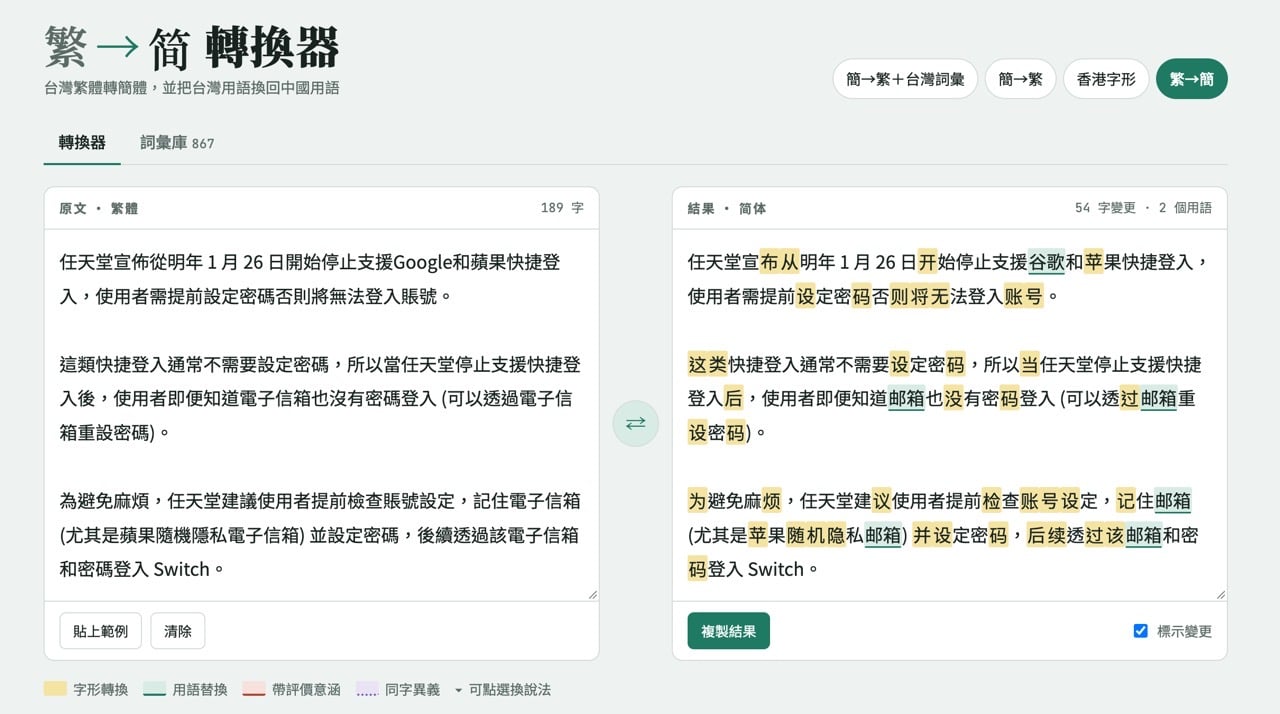 繁→简 轉換器
台灣繁體轉簡體，並把台灣用語換回中國用語
簡→繁＋台灣詞彙
簡→繁
香港字形
繁→簡
轉換器
詞彙庫 867
原文 · 繁體
189 字
任天堂宣佈從明年 1 月 26 日開始停止支援Google和蘋果快捷登
入，使用者需提前設定密碼否則將無法登入賬號。
這類快捷登入通常不需要設定密碼，所以當任天堂停止支援快捷登
入後，使用者即便知道電子信箱也沒有密碼登入 (可以透過電子信
箱重設密碼)。
為避免麻煩，任天堂建議使用者提前檢查賬號設定，記住電子信箱
(尤其是蘋果隨機隱私電子信箱) 並設定密碼，後續透過該電子信箱
和密碼登入 Switch。
貼上範例
清除
⇄
結果 · 简体
54 字變更 · 2 個用語
任天堂宣布从明年 1 月 26 日开始停止支援谷歌和苹果快捷登入，
使用者需提前设定密码否则将无法登入账号。
这类快捷登入通常不需要设定密码，所以当任天堂停止支援快捷
登入后，使用者即便知道邮箱也没有密码登入 (可以透过邮箱重
设密码)。
为避免麻烦，任天堂建议使用者提前检查账号设定，记住邮箱
(尤其是苹果随机隐私邮箱) 并设定密码，后续透过该邮箱和密
码登入 Switch。
複製結果
標示變更
字形轉換
用語替換
帶評價意涵
同字異義
可點選換說法